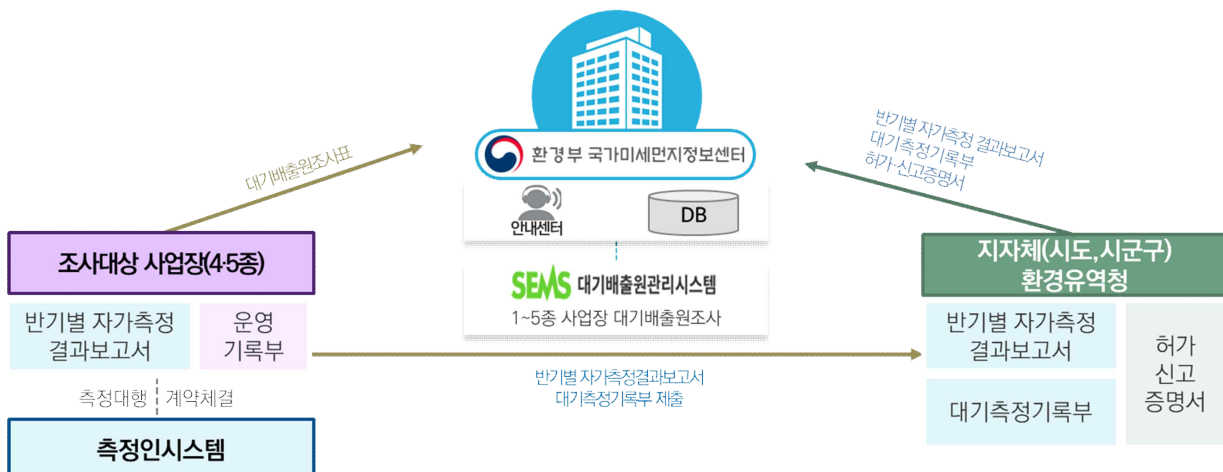 환경부 국가미세먼지정보센터
안내센터
DB
SEMS 대기배출원관리시스템
1~5종 사업장 대기배출원조사
대기배출원조사표
반기별 자가측정 결과보고서
대기측정기록부
허가·신고증명서
조사대상 사업장(4·5종)
반기별 자가측정
결과보고서
운영
기록부
측정대행
계약체결
측정인시스템
반기별 자가측정결과보고서
대기측정기록부 제출
지자체(시도,시군구)
환경유역청
반기별 자가측정
결과보고서
대기측정기록부
허가
신고
증명서